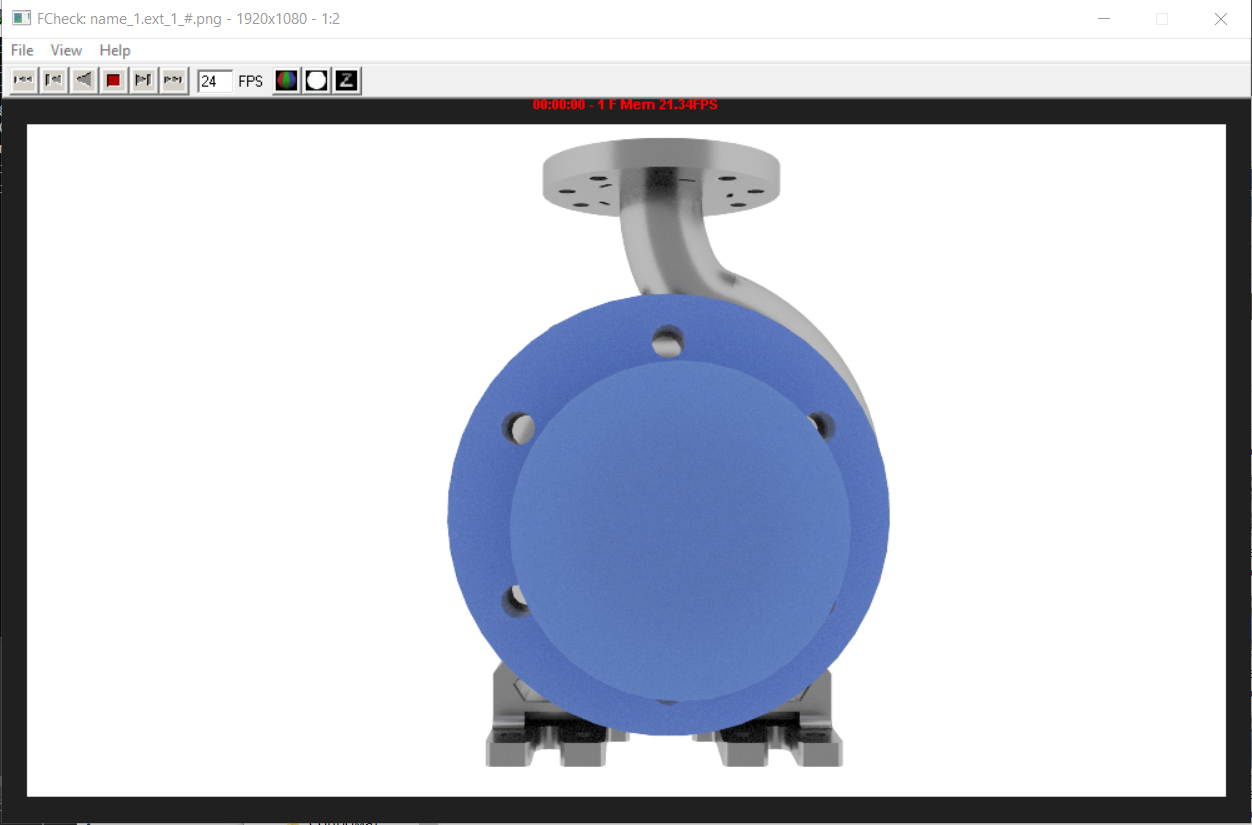 FCheck: name_1.ext_1_#.png - 1920x1080 - 1:2
File View Help
24 FPS Z
00:00:00 - 1 F Mem 21.34FPS